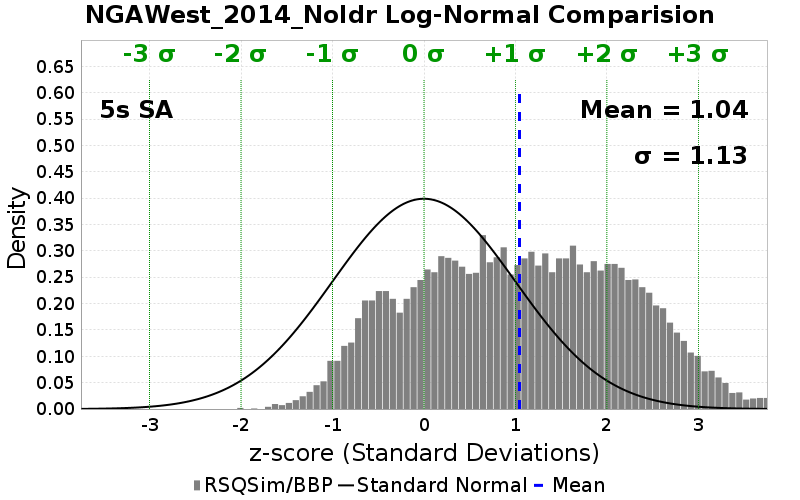 NGAWest_2014_NoIdr Log-Normal Comparision
-3 σ -2 σ -1 σ 0 σ +1 σ +2 σ +3 σ
5s SA
Mean = 1.04
σ = 1.13
Density
0.65
0.60
0.55
0.50
0.45
0.40
0.35
0.30
0.25
0.20
0.15
0.10
0.05
0.00
-3 -2 -1 0 1 2 3
z-score (Standard Deviations)
RSQSim/BBP Standard Normal Mean